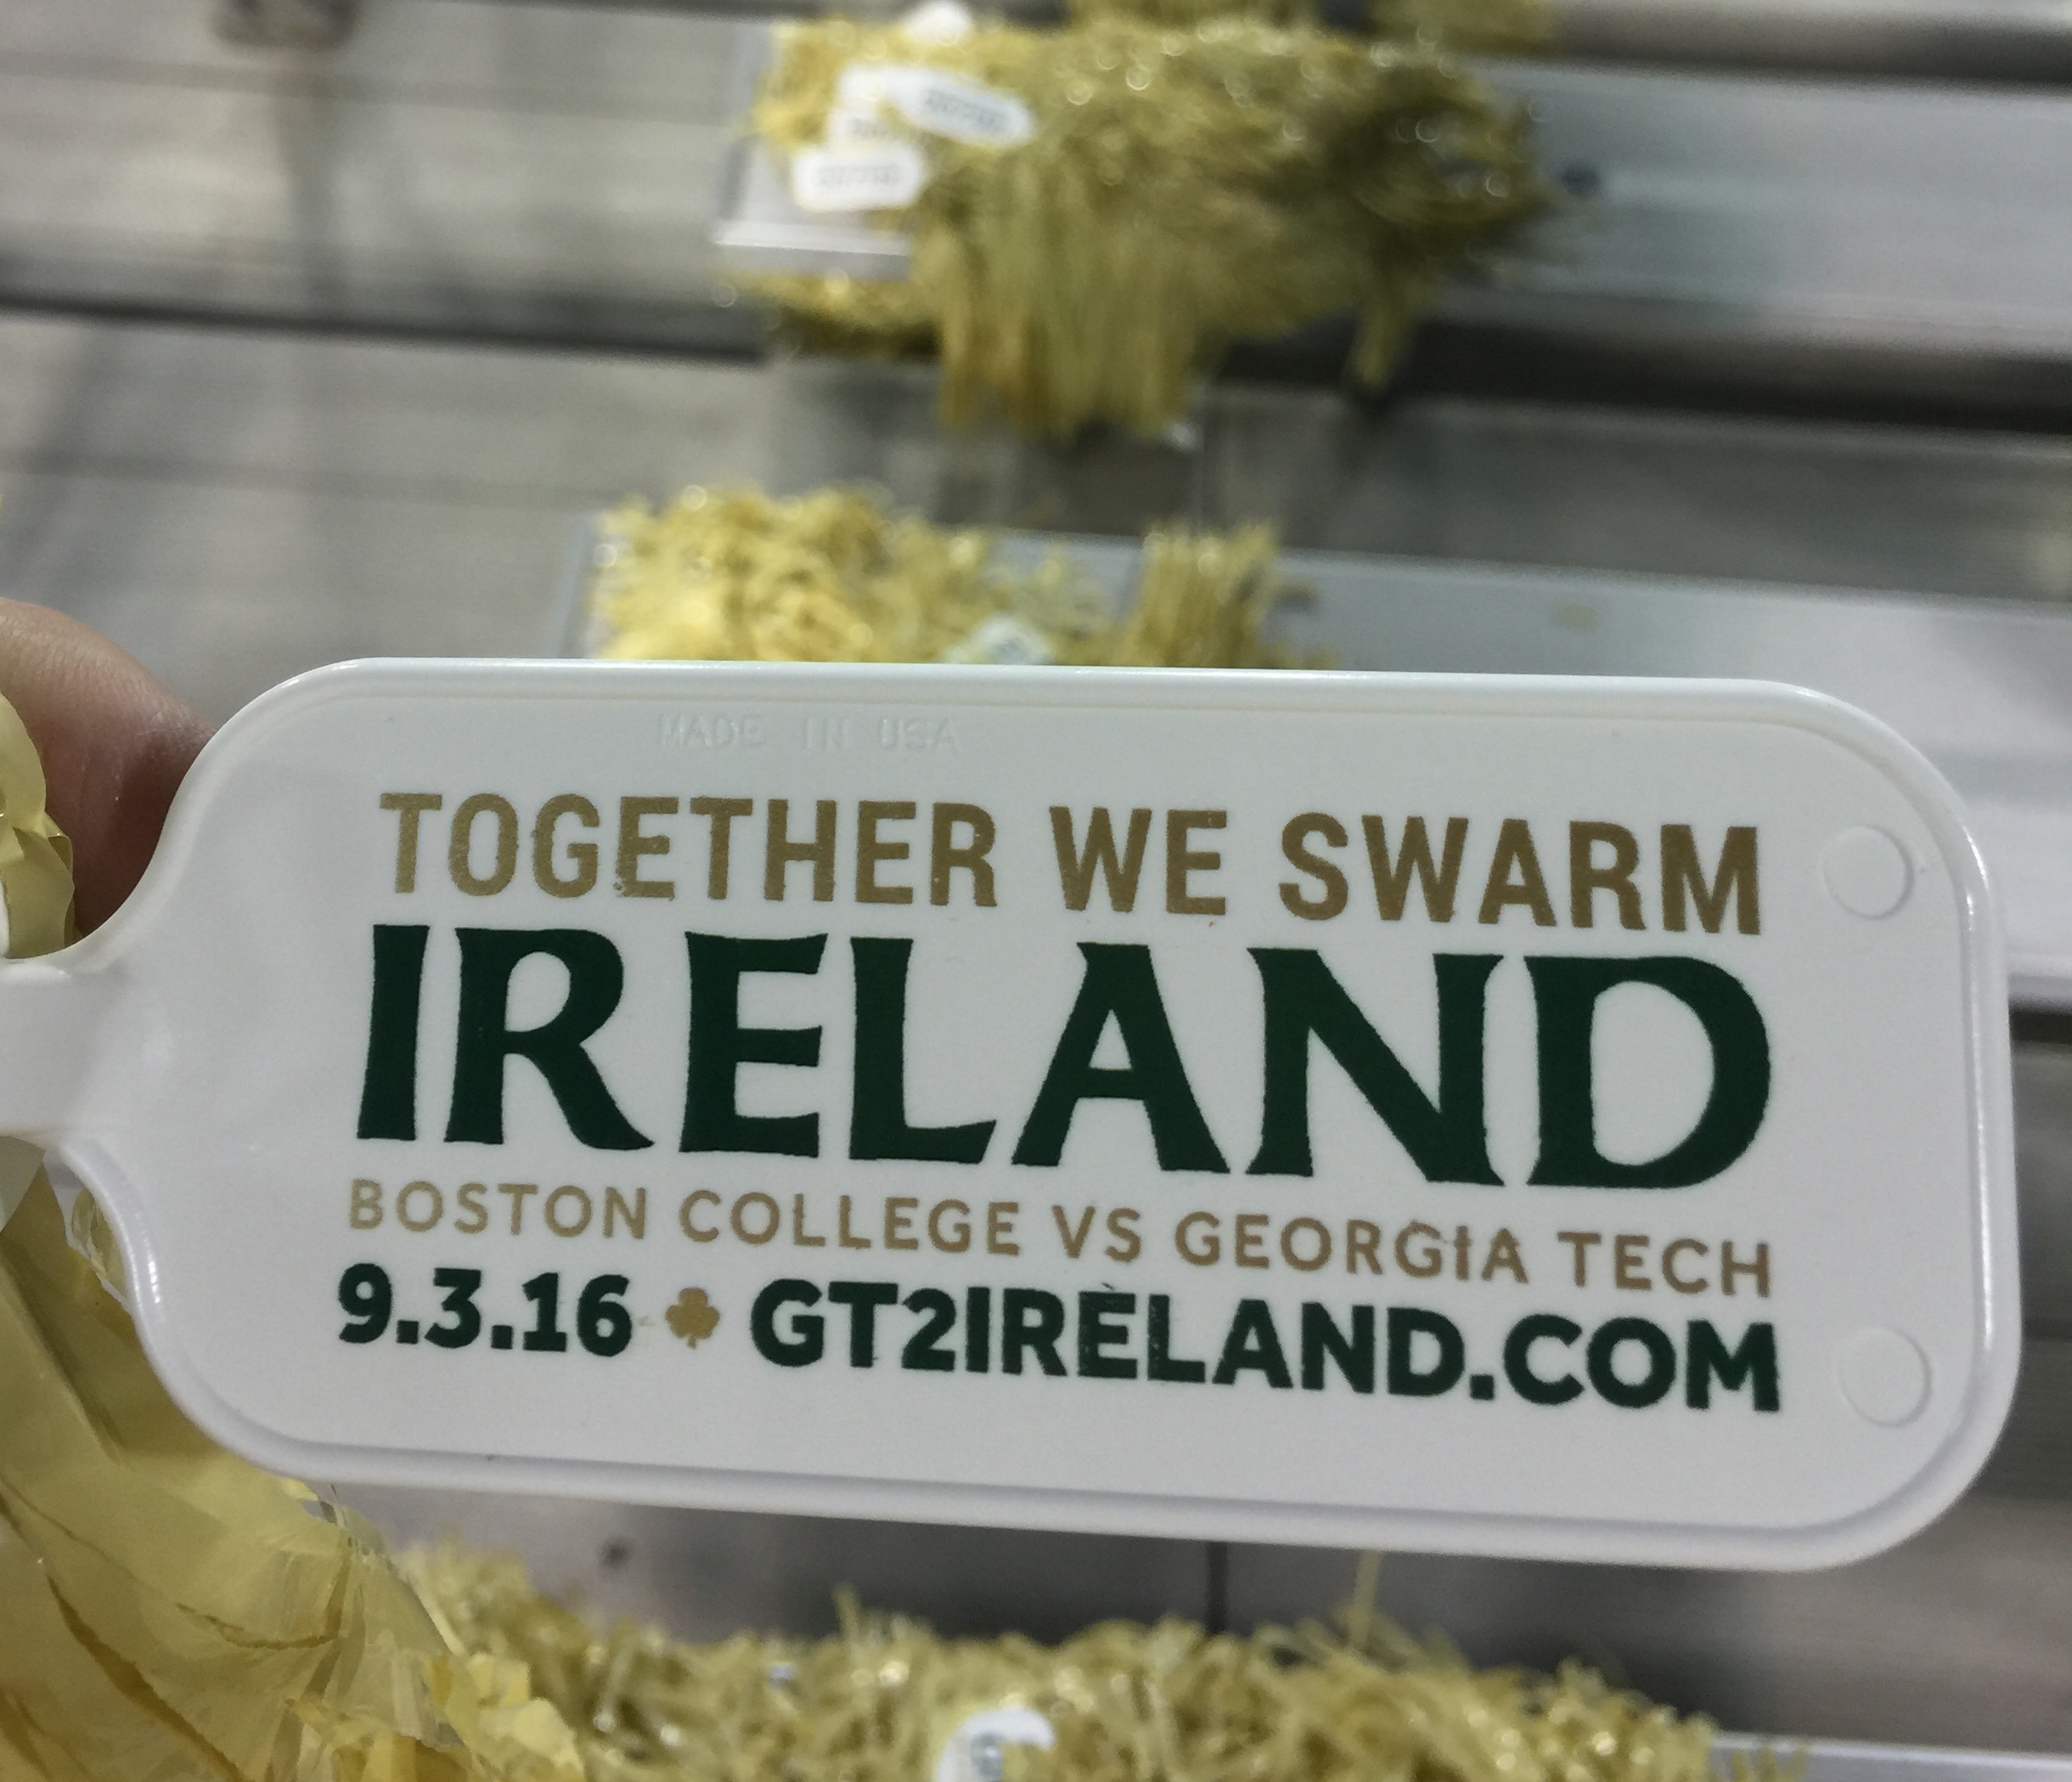 MADE IN USA
TOGETHER WE SWARM
IRELAND
BOSTON COLLEGE VS GEORGIA TECH
9.3.16 ☘ GT2IRELAND.COM